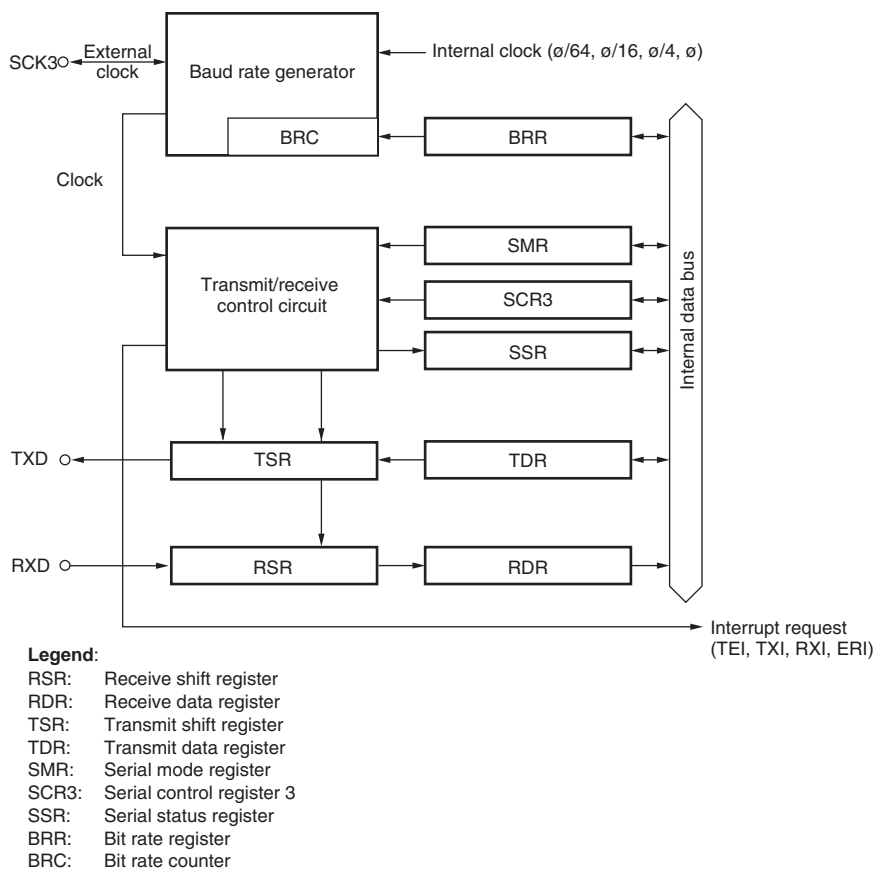 SCK3
External
clock
Baud rate generator
Internal clock (ø/64, ø/16, ø/4, ø)
BRC
BRR
Clock
Transmit/receive
control circuit
SMR
SCR3
SSR
Internal data bus
TXD
TSR
TDR
RXD
RSR
RDR
Interrupt request
(TEI, TXI, RXI, ERI)
Legend:
RSR: Receive shift register
RDR: Receive data register
TSR: Transmit shift register
TDR: Transmit data register
SMR: Serial mode register
SCR3: Serial control register 3
SSR: Serial status register
BRR: Bit rate register
BRC: Bit rate counter